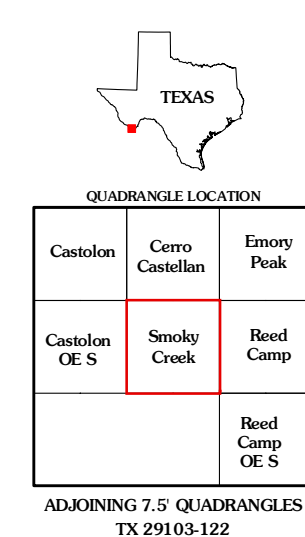 TEXAS
QUADRANGLE LOCATION
Castolon
Cerro
Castellan
Emory
Peak
Castolon
OE S
Smoky
Creek
Reed
Camp
Reed
Camp
OE S
ADJOINING 7.5' QUADRANGLES
TX 29103-122